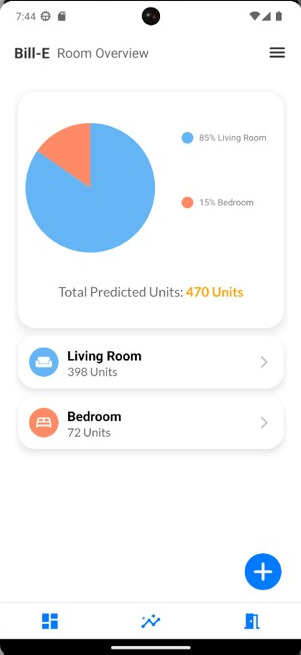 7:44
Bill-E Room Overview
85% Living Room
15% Bedroom
Total Predicted Units: 470 Units
Living Room
398 Units
Bedroom
72 Units